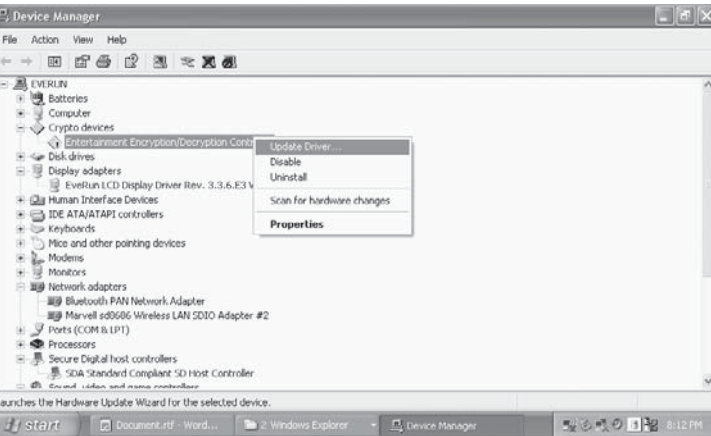 Device Manager
File Action View Help
EVERUN
Batteries
Computer
Crypto devices
Entertainment Encryption/Decryption
Update Driver...
Disable
Uninstall
Scan for hardware changes
Properties
Disk drives
Display adapters
EveRun LCD Display Driver Rev. 3.3.6.E3
Human Interface Devices
IDE ATA/ATAPI controllers
Keyboards
Mice and other pointing devices
Modems
Monitors
Network adapters
Bluetooth PAN Network Adapter
Marvell sd8686 Wireless LAN SDIO Adapter #2
Ports (COM & LPT)
Processors
Secure Digital host controllers
SDA Standard Compliant SD Host Controller
Sound, video and game controllers
aunches the Hardware Update Wizard for the selected device.
start
Document.rtf - Word...
2 Windows Explorer
Device Manager
8:12 PM